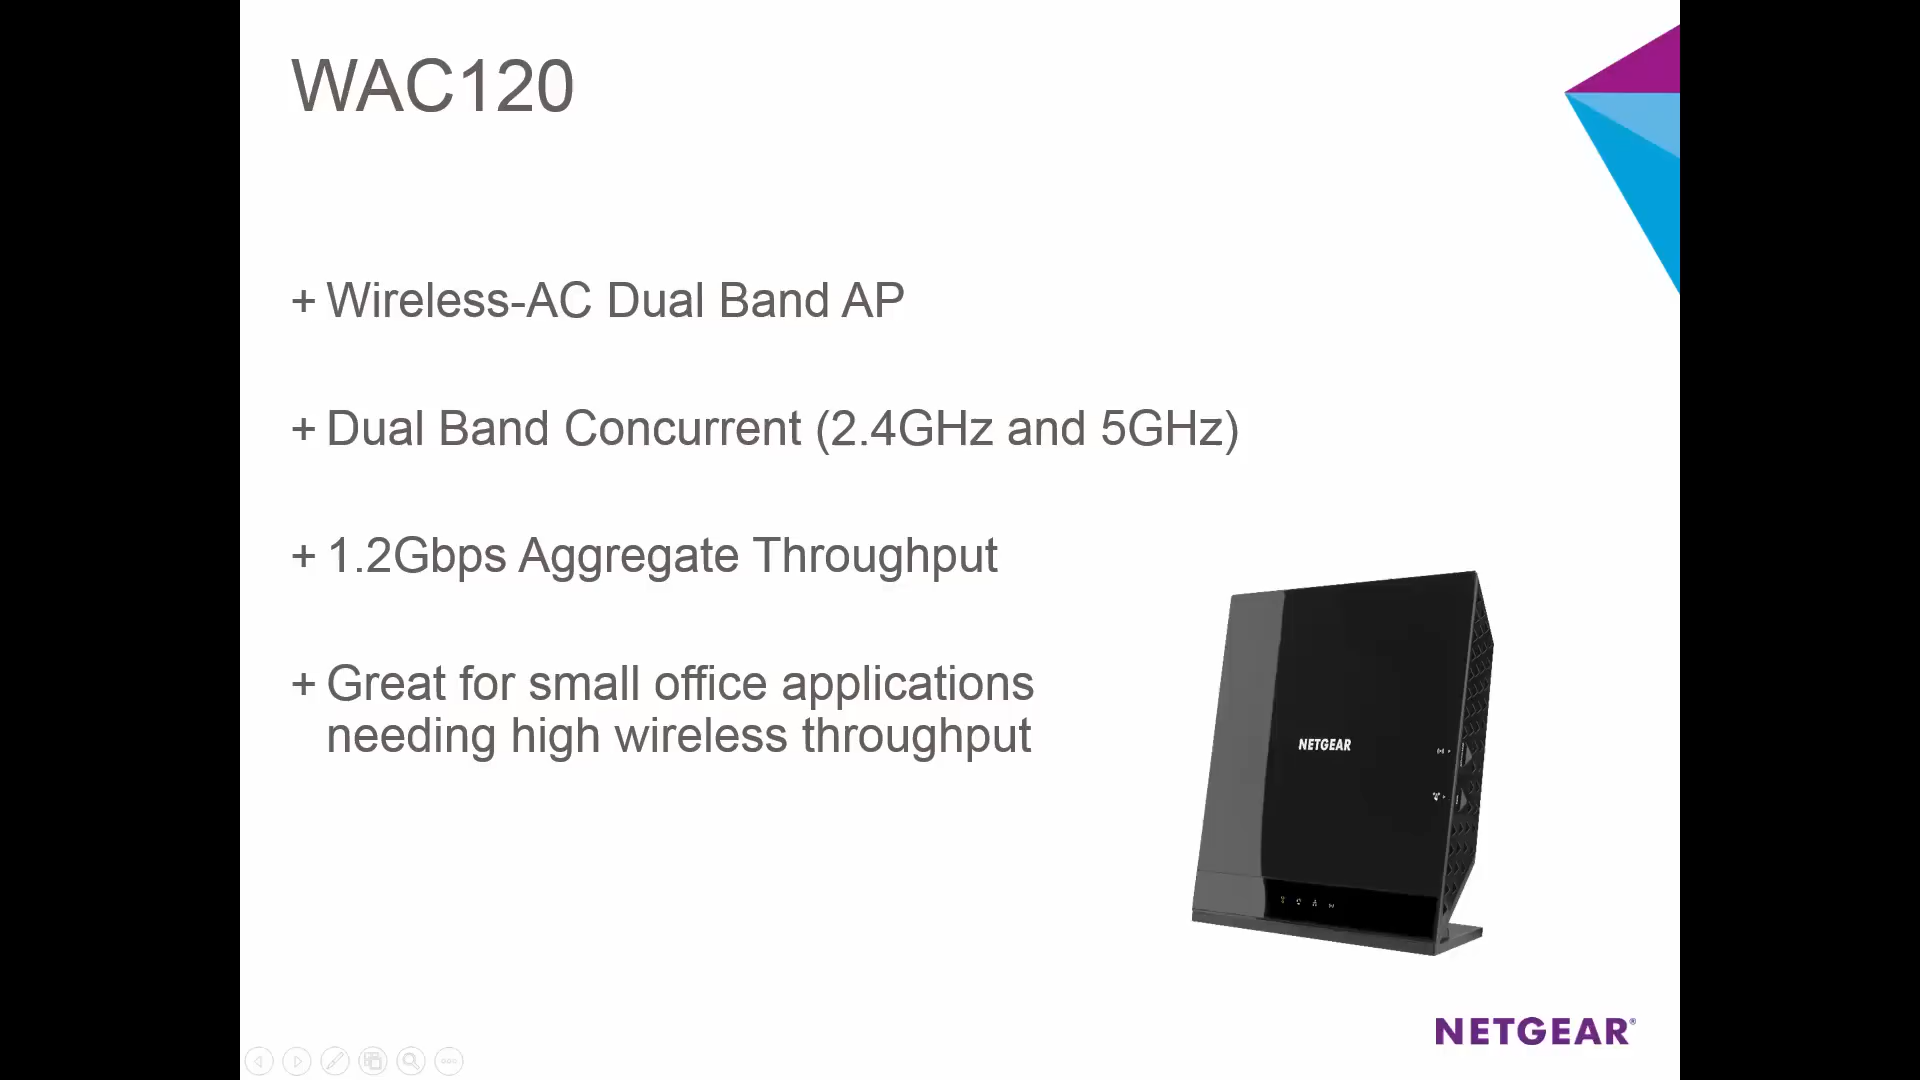 WAC120
+ Wireless-AC Dual Band AP
+ Dual Band Concurrent (2.4GHz and 5GHz)
+ 1.2Gbps Aggregate Throughput
+ Great for small office applications
needing high wireless throughput
NETGEAR
NETGEAR®